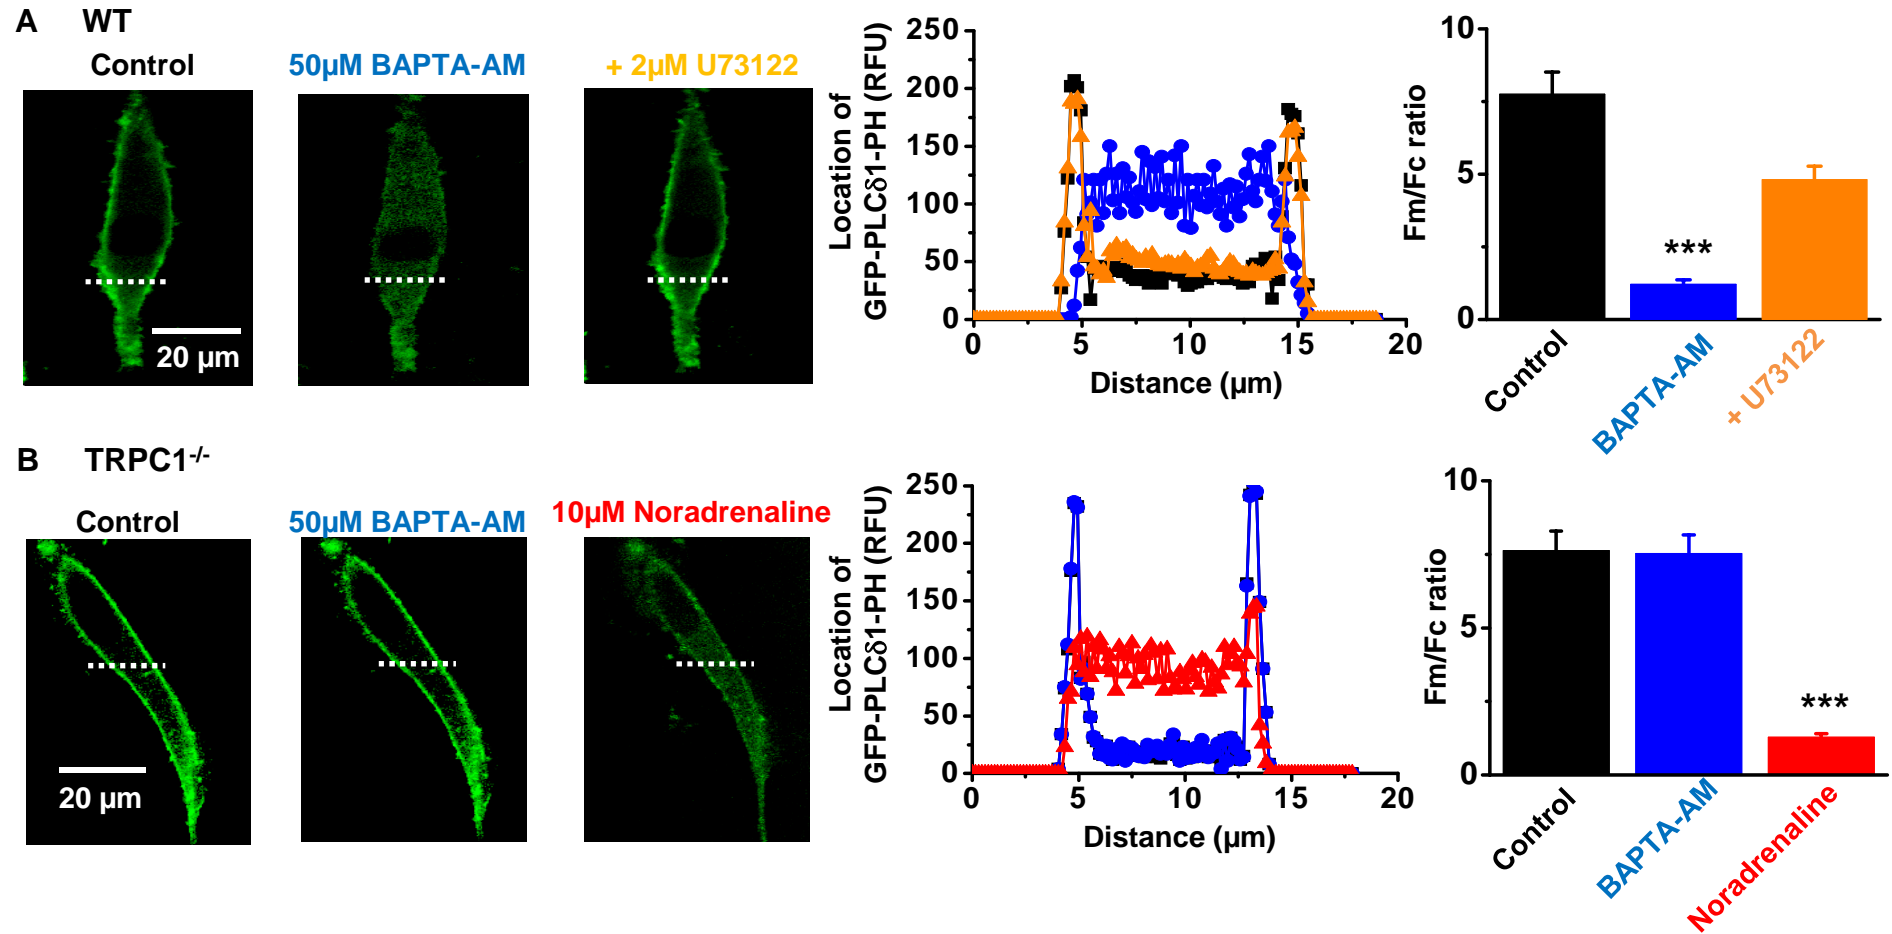 A WT
Control
50µM BAPTA-AM
+ 2µM U73122
20 µm
Location of
GFP-PLCδ1-PH (RFU)
250
200
150
100
50
0
0 5 10 15 20
Distance (µm)
Fm/Fc ratio
10
5
0
***
Control
BAPTA-AM
+ U73122
B TRPC1-/-
Control
50µM BAPTA-AM
10µM Noradrenaline
20 µm
Location of
GFP-PLCδ1-PH (RFU)
250
200
150
100
50
0
0 5 10 15 20
Distance (µm)
Fm/Fc ratio
10
5
0
***
Control
BAPTA-AM
Noradrenaline